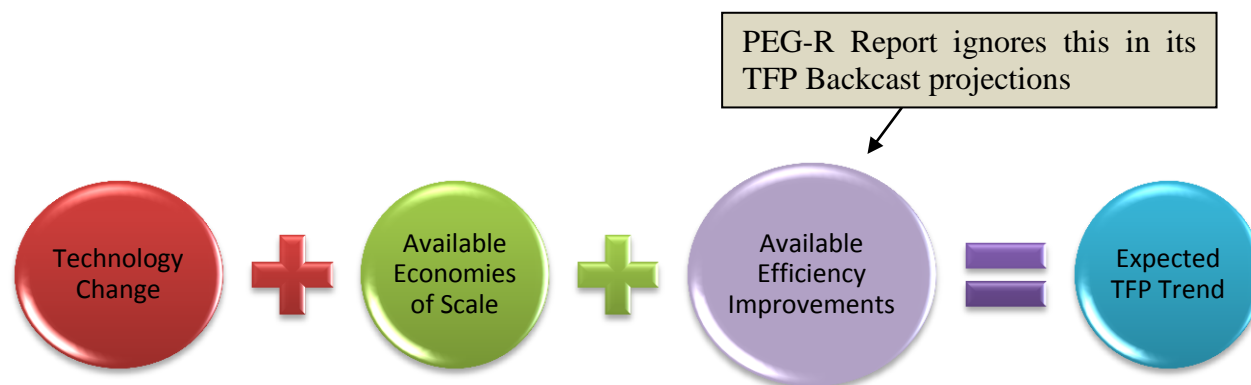 PEG-R Report ignores this in its
TFP Backcast projections
Technology
Change
Available
Economies
of Scale
Available
Efficiency
Improvements
Expected
TFP Trend